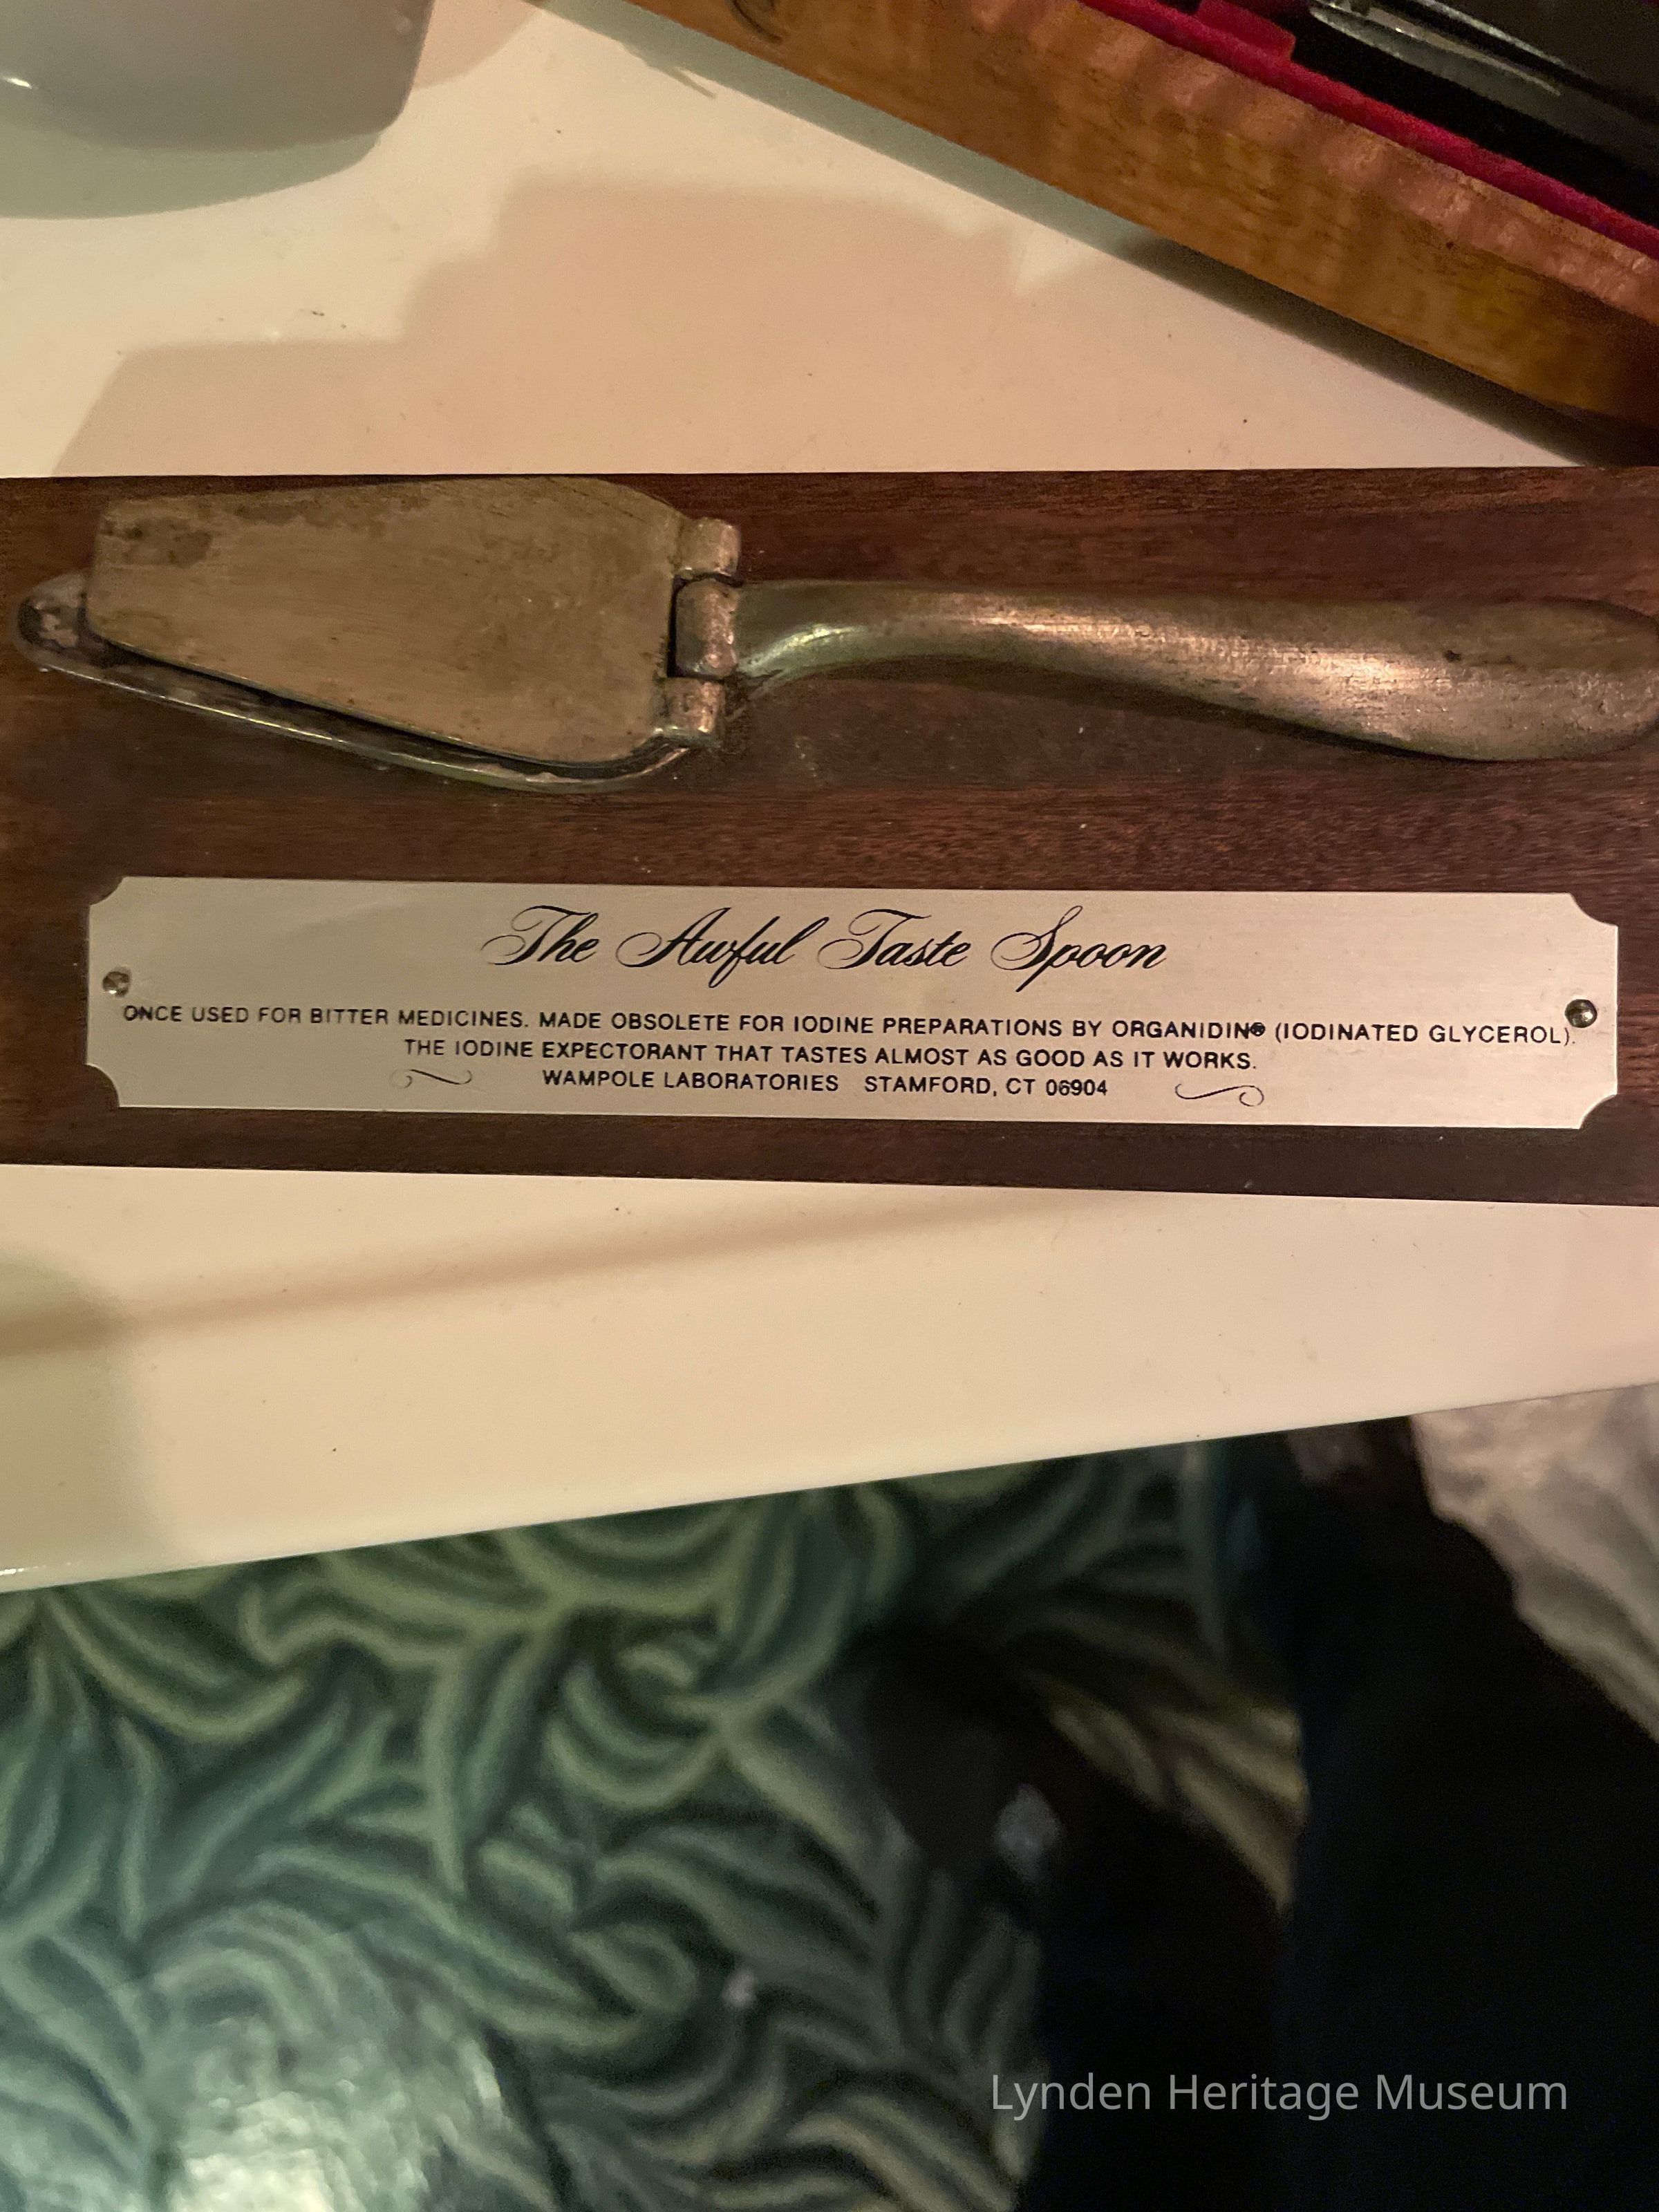 The Awful Taste Spoon
ONCE USED FOR BITTER MEDICINES. MADE OBSOLETE FOR IODINE PREPARATIONS BY ORGANIDIN® (IODINATED GLYCEROL).
THE IODINE EXPECTORANT THAT TASTES ALMOST AS GOOD AS IT WORKS.
WAMPOLE LABORATORIES STAMFORD, CT 06904
Lynden Heritage Museum